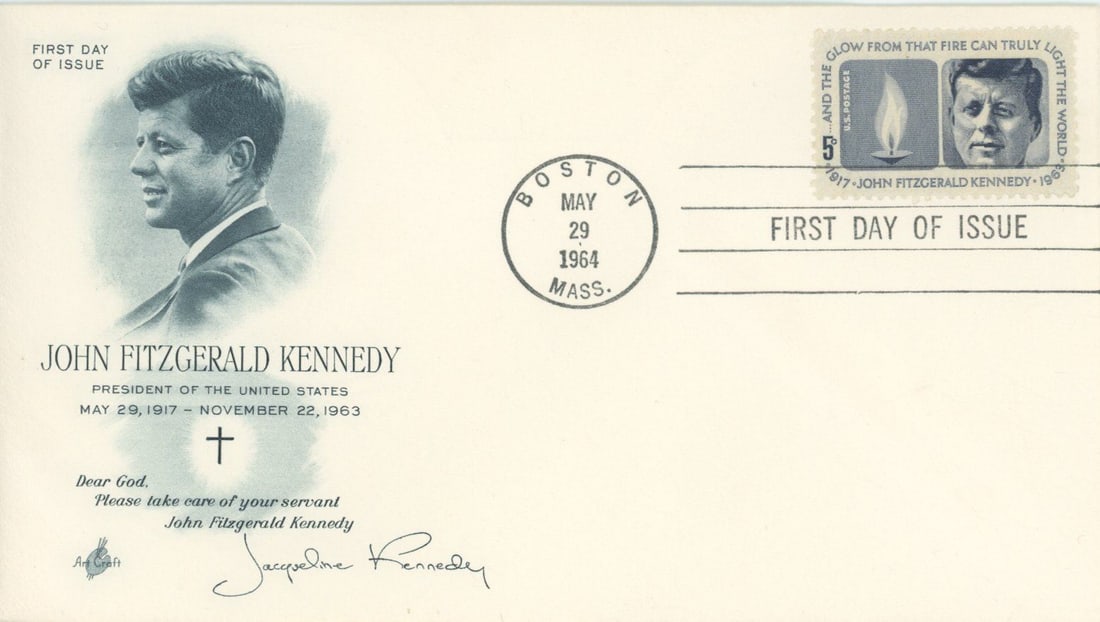 FIRST DAY
OF ISSUE
JOHN FITZGERALD KENNEDY
PRESIDENT OF THE UNITED STATES
MAY 29, 1917 – NOVEMBER 22, 1963
Dear God,
Please take care of your servant
John Fitzgerald Kennedy
Jacqueline Kennedy
Art Craft
BOSTON
MAY
29
1964
MASS.
...AND THE GLOW FROM THAT FIRE CAN TRULY LIGHT THE WORLD
U.S. POSTAGE
5c
1917 • JOHN FITZGERALD KENNEDY • 1963
FIRST DAY OF ISSUE